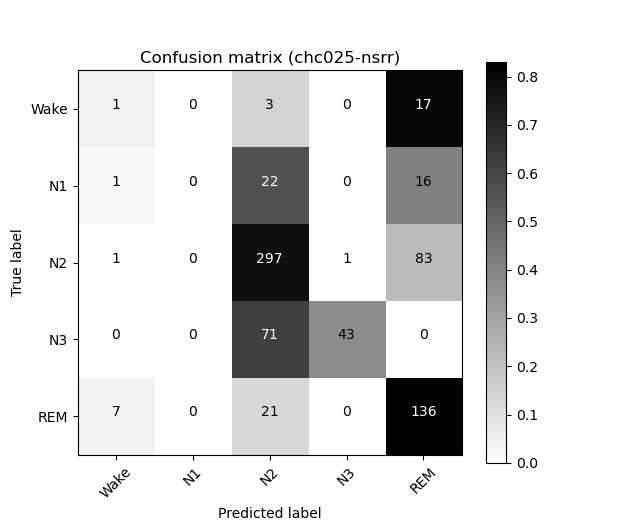 Confusion matrix (chc025-nsrr)
True label
Wake 1 0 3 0 17
N1 1 0 22 0 16
N2 1 0 297 1 83
N3 0 0 71 43 0
REM 7 0 21 0 136
Wake N1 N2 N3 REM
Predicted label
0.8
0.7
0.6
0.5
0.4
0.3
0.2
0.1
0.0